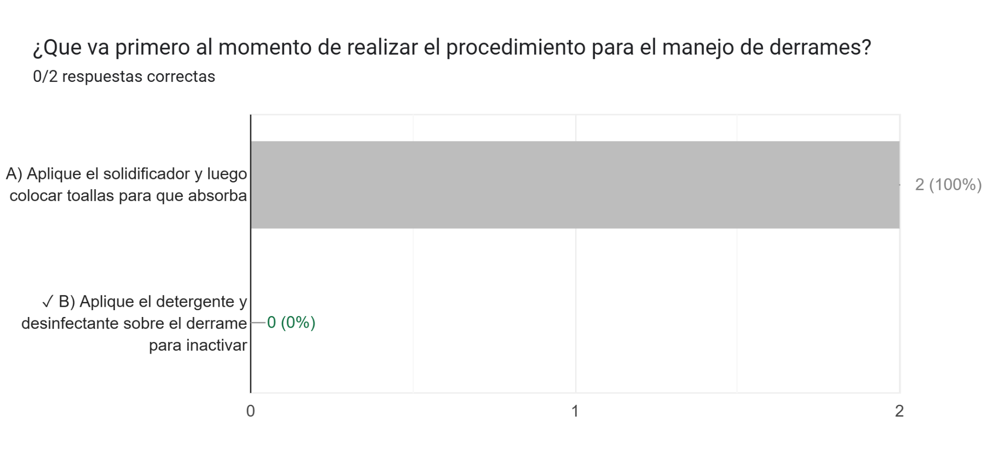 ¿Que va primero al momento de realizar el procedimiento para el manejo de derrames?
0/2 respuestas correctas
A) Aplique el solidificador y luego
colocar toallas para que absorba
2 (100%)
✓ B) Aplique el detergente y
desinfectante sobre el derrame
para inactivar
0 (0%)
0
1
2